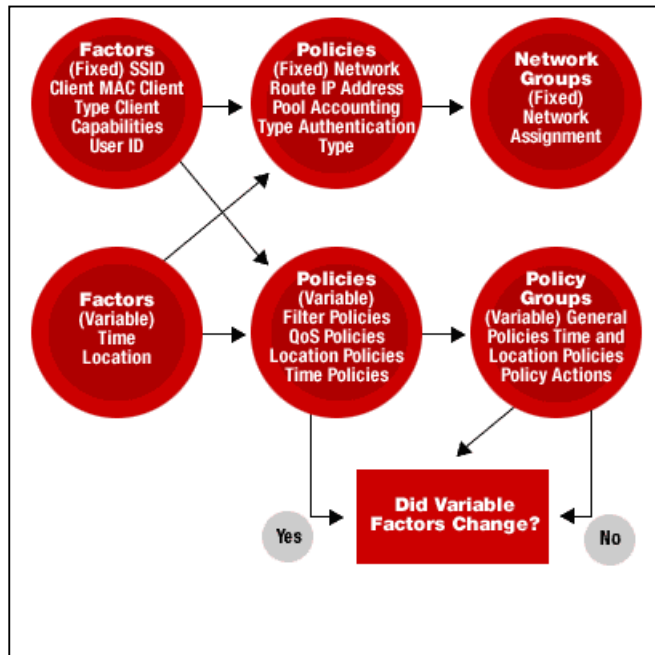 Factors
(Fixed) SSID
Client MAC Client
Type Client
Capabilities
User ID
Policies
(Fixed) Network
Route IP Address
Pool Accounting
Type Authentication
Type
Network
Groups
(Fixed)
Network
Assignment
Factors
(Variable)
Time
Location
Policies
(Variable)
Filter Policies
QoS Policies
Location Policies
Time Policies
Policy
Groups
(Variable) General
Policies Time and
Location Policies
Policy Actions
Did Variable
Factors Change?
Yes
No